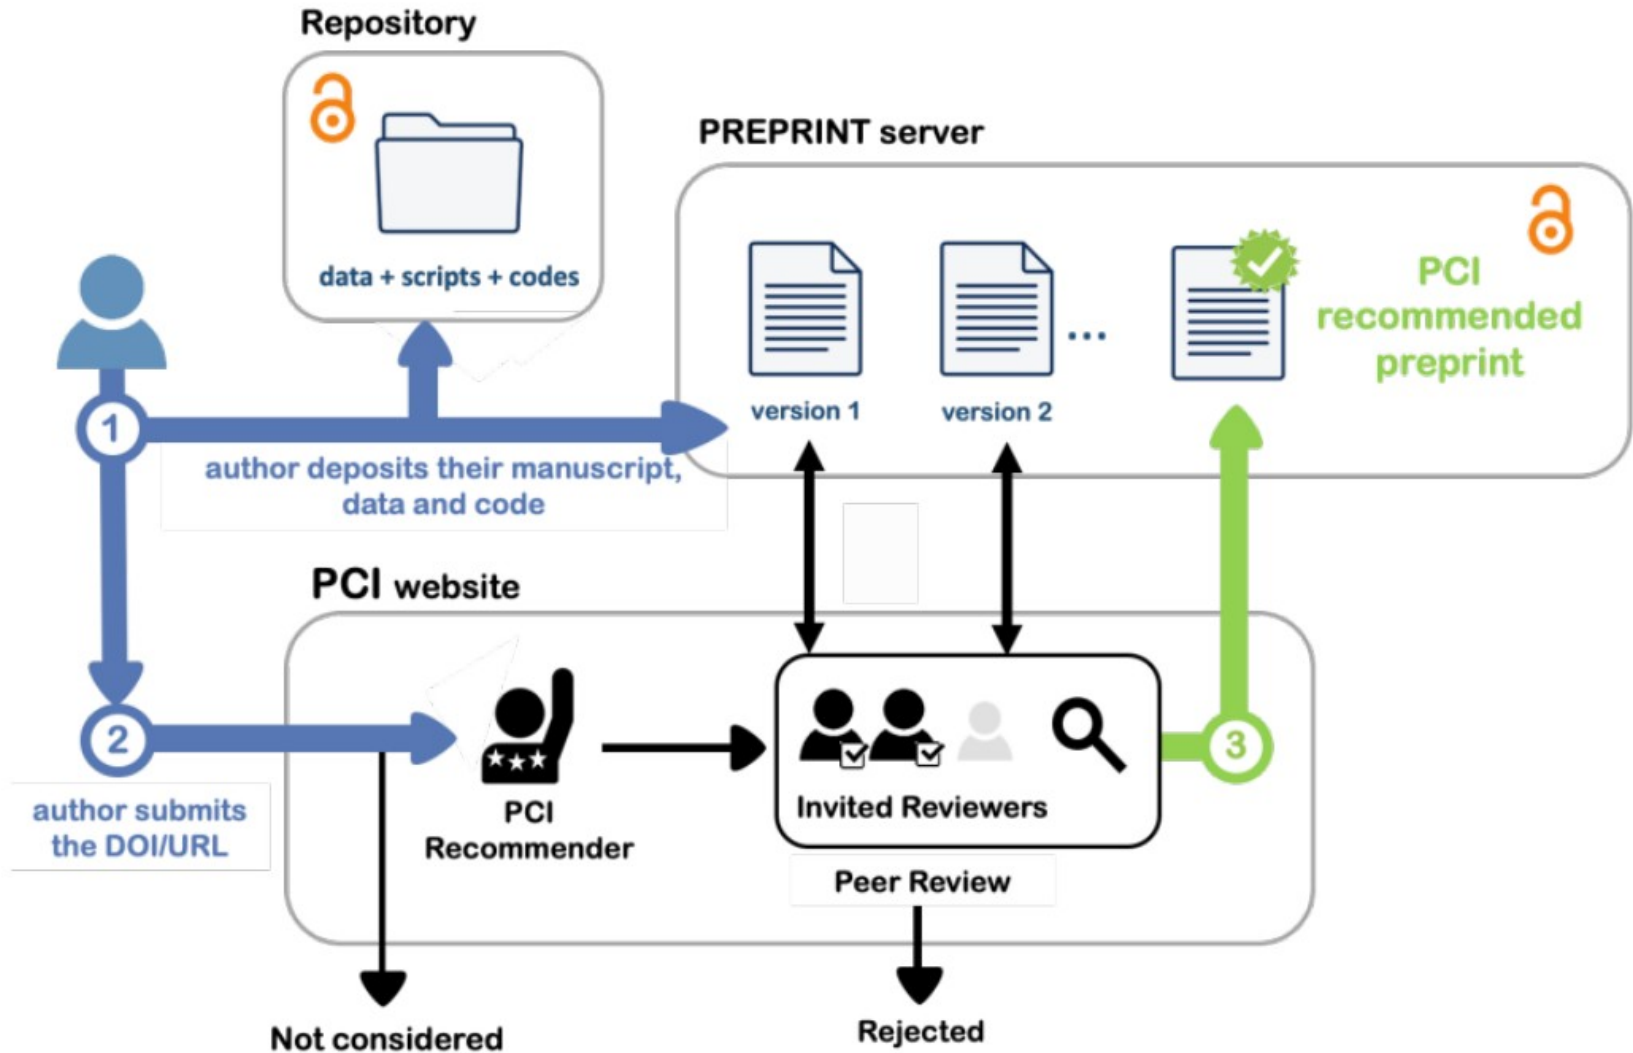 Repository
data + scripts + codes
PREPRINT server
version 1
version 2
...
PCI
recommended
preprint
1
author deposits their manuscript,
data and code
PCI website
2
author submits
the DOI/URL
PCI
Recommender
Invited Reviewers
Peer Review
3
Not considered
Rejected